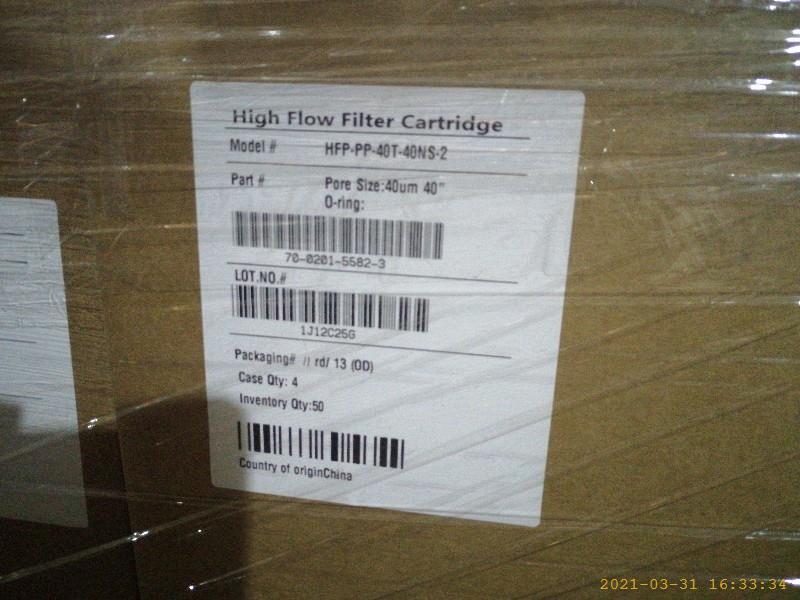 High Flow Filter Cartridge
Model # HFP-PP-40T-40NS-2
Part # Pore Size:40um 40"
O-ring:
70-0201-5582-3
LOT.NO.#
1J12C25G
Packaging# // rd/ 13 (OD)
Case Qty: 4
Inventory Qty:50
Country of originChina
2021-03-31 16:33:34